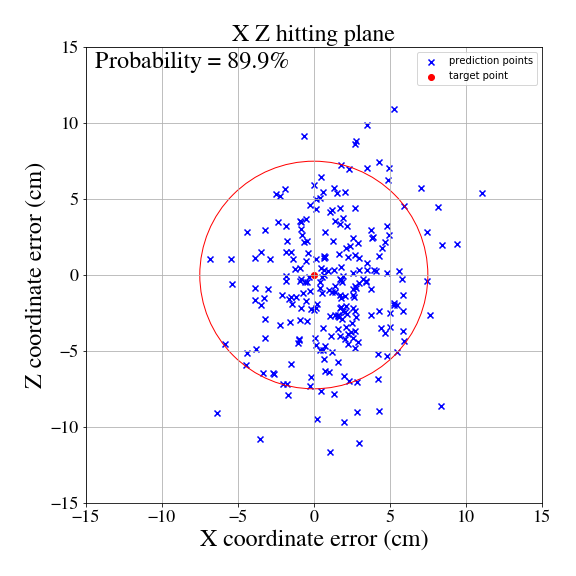 X Z hitting plane
Probability = 89.9%
prediction points
target point
15
10
5
0
−5
−10
−15
−15
−10
−5
0
5
10
15
Z coordinate error (cm)
X coordinate error (cm)